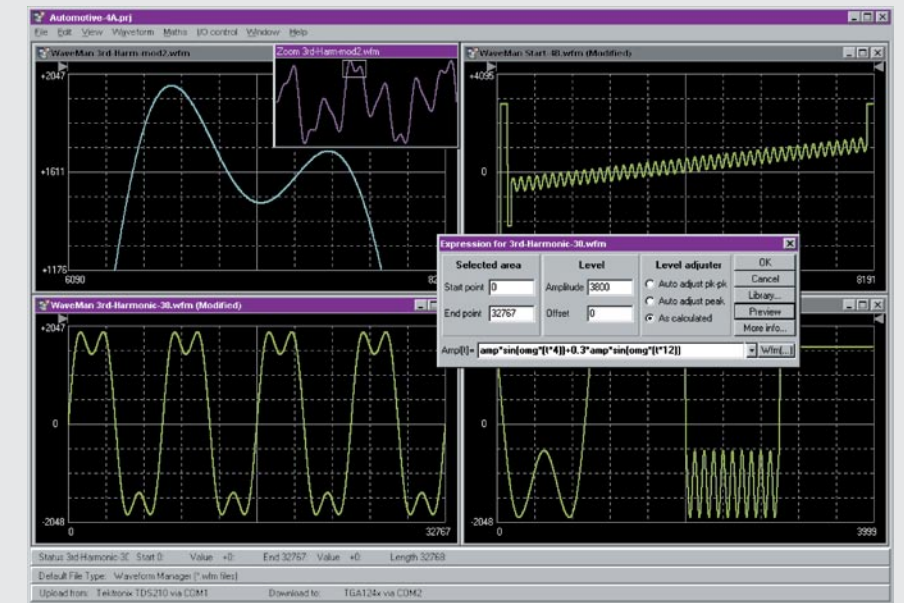 Automotive-4A.prj
File Edit View Waveform Maths I/O control Window Help
WaveMan 3rd-Harm-mod2.wfm
+2047
+1611
+1176
6090
Zoom 3rd-Harm-mod2.wfm
WaveMan Start-4B.wfm (Modified)
+4095
0
8191
Expression for 3rd-Harmonic-30.wfm
Selected area
Start point 0
End point 32767
Level
Amplitude 3800
Offset 0
Level adjuster
Auto adjust pk-pk
Auto adjust peak
As calculated
OK
Cancel
Library...
Preview
More info...
Amp[t]= amp*sin(omg*(t*4))+0.3*amp*sin(omg*(t*12))
Wfm(...)
WaveMan 3rd-Harmonic-30.wfm (Modified)
+2047
0
-2048
0
32767
0
-2048
0
3999
Status 3rd-Harmonic-3 Start 0: Value +0: End 32767 Value +0: Length 32768
Default File Type: Waveform Manager (*.wfm files)
Upload from: Tektronix TDS210 via COM1 Download to: TGA124x via COM2